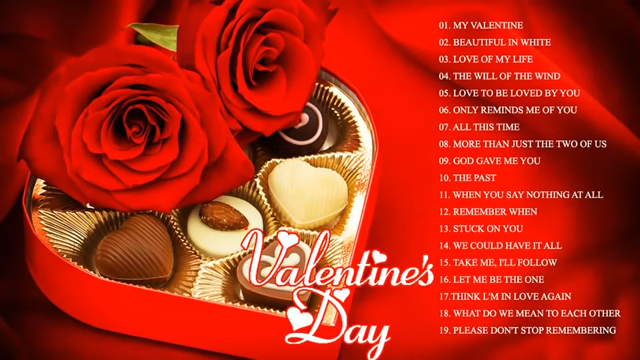 01. MY VALENTINE
02. BEAUTIFUL IN WHITE
03. LOVE OF MY LIFE
04. THE WILL OF THE WIND
05. LOVE TO BE LOVED BY YOU
06. ONLY REMINDS ME OF YOU
07. ALL THIS TIME
08. MORE THAN JUST THE TWO OF US
09. GOD GAVE ME YOU
10. THE PAST
11. WHEN YOU SAY NOTHING AT ALL
12. REMEMBER WHEN
13. STUCK ON YOU
14. WE COULD HAVE IT ALL
15. TAKE ME, I'LL FOLLOW
16. LET ME BE THE ONE
17.THINK L'M IN LOVE AGAIN
18. WHAT DO WE MEAN TO EACH OTHER
19. PLEASE DON'T STOP REMEMBERING
Valentine's
Day